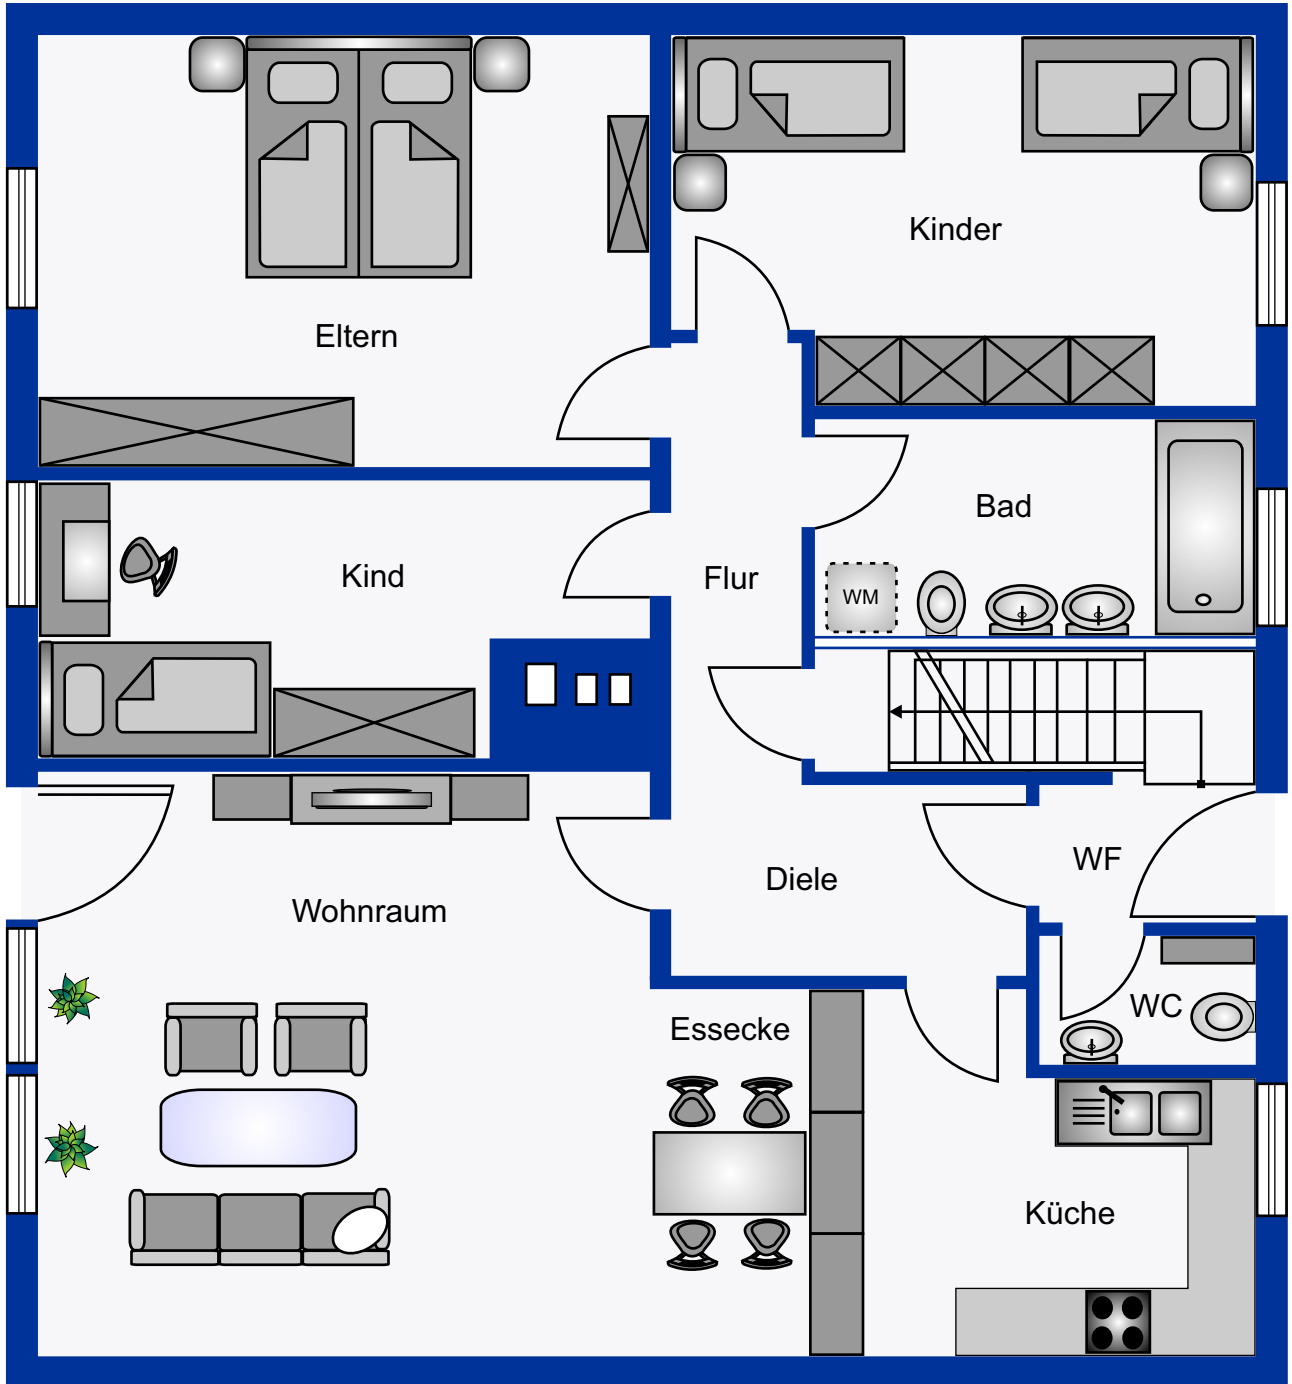 Kinder
Eltern
Bad
Kind
Flur
WM
WF
Diele
Wohnraum
WC
Essecke
Küche